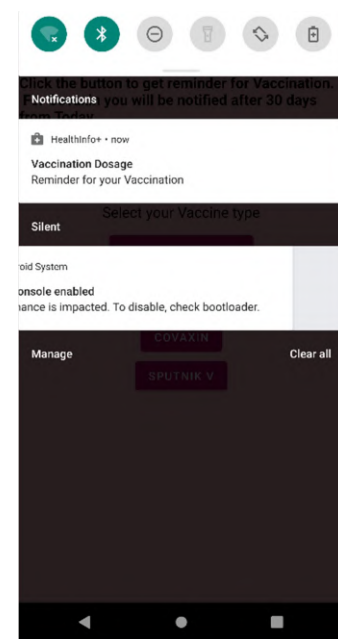 Click the button to get reminder for Vaccination.
you will be notified after 30 days
from Today
Notifications
HealthInfo+ • now
Vaccination Dosage
Reminder for your Vaccination
Select your Vaccine type
Silent
oid System
onsole enabled
ance is impacted. To disable, check bootloader.
COVAXIN
Manage
Clear all
SPUTNIK V